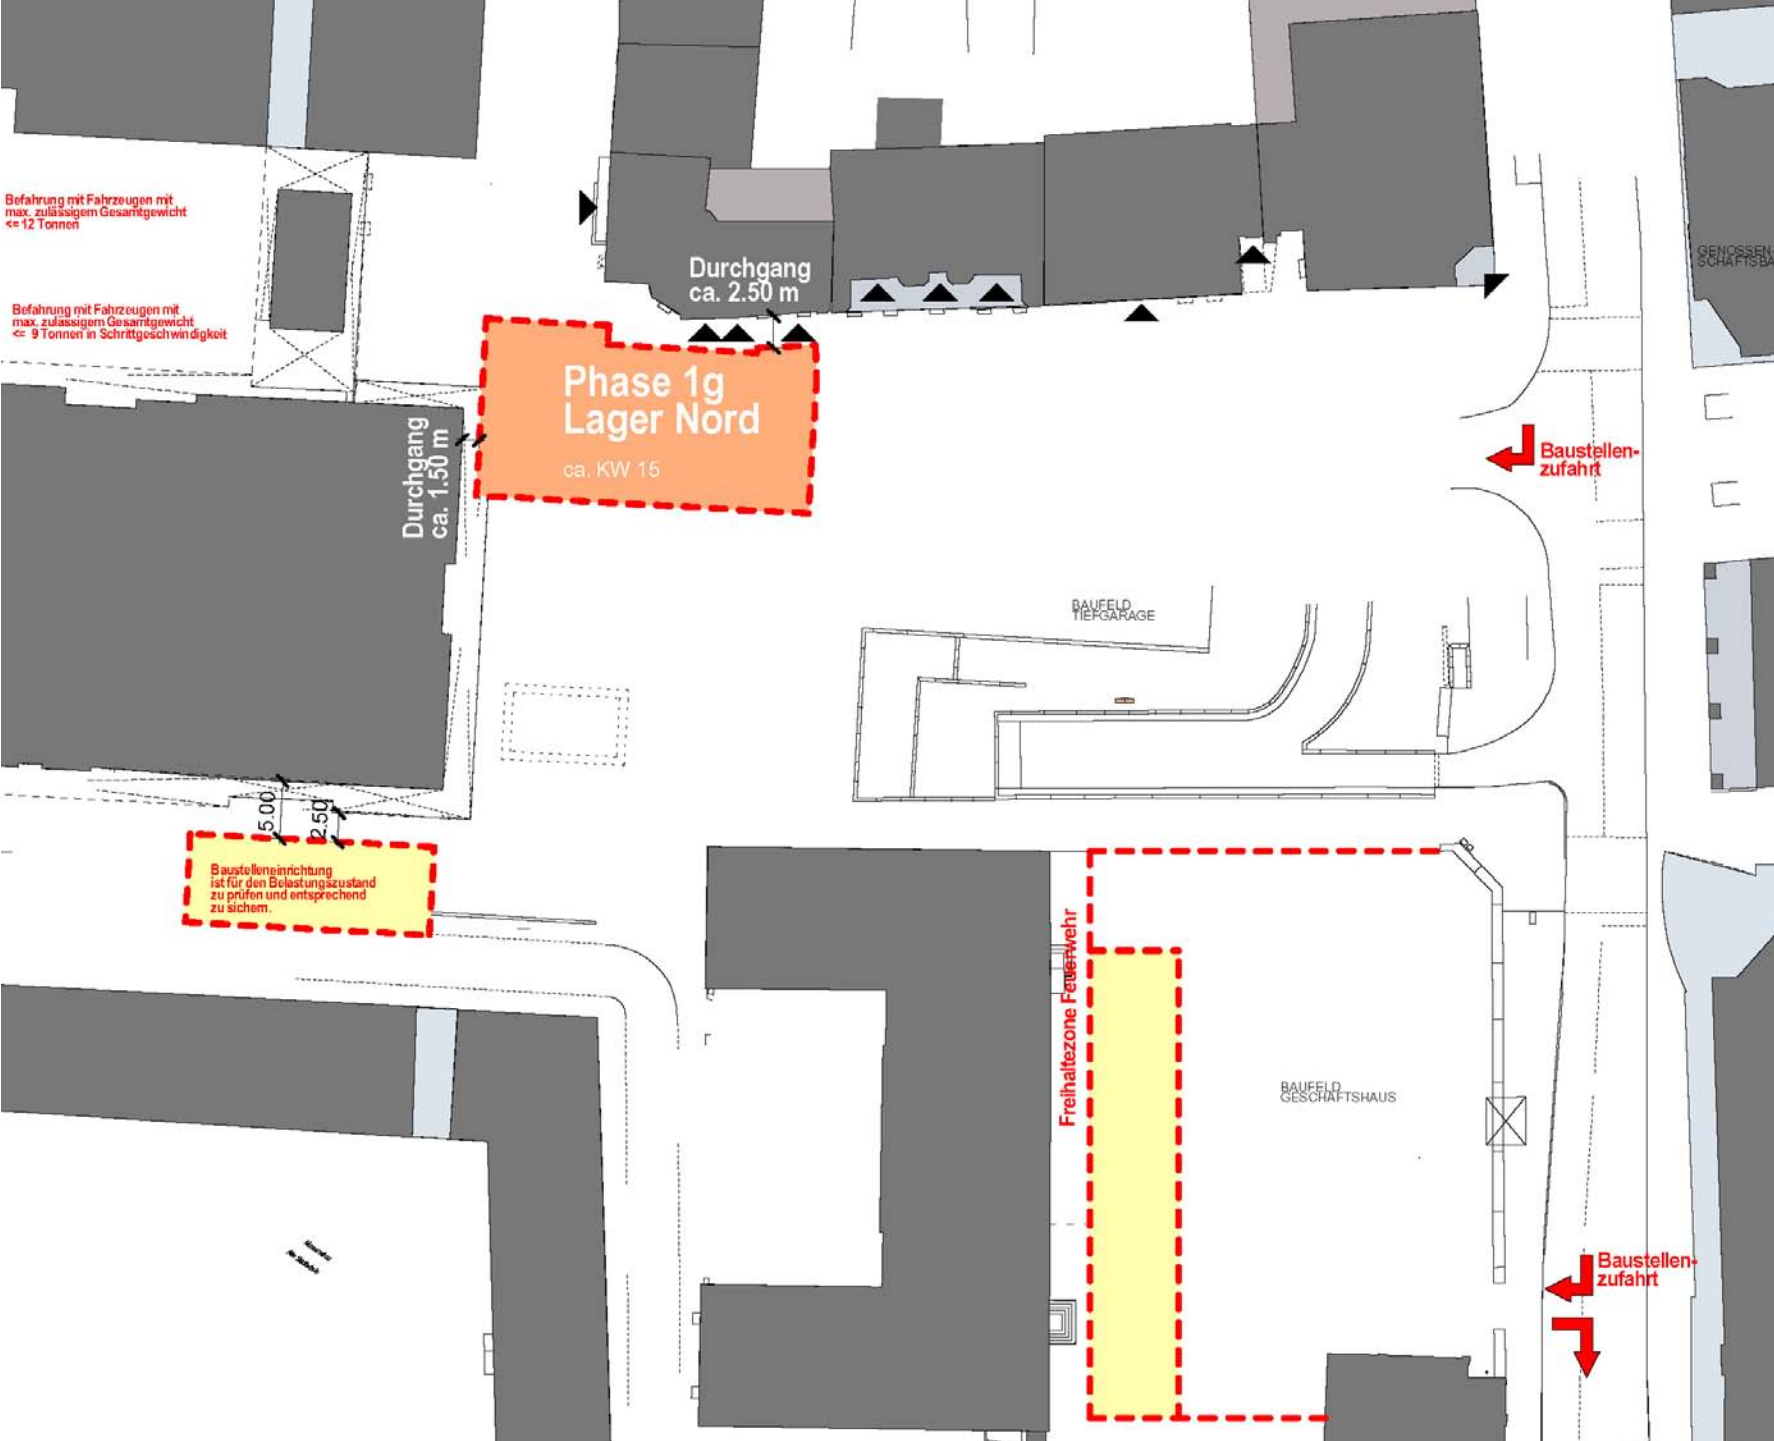 Befahrung mit Fahrzeugen mit
max. zulässigem Gesamtgewicht
<= 12 Tonnen
Befahrung mit Fahrzeugen mit
max. zulässigem Gesamtgewicht
<= 9 Tonnen in Schrittgeschwindigkeit
Durchgang
ca. 2.50 m
GENOSSEN-
SCHAFTSBA
Phase 1g
Lager Nord
ca. KW 15
Durchgang
ca. 1.50 m
Baustellen-
zufahrt
BAUFELD
TIEFGARAGE
5.00
2.50
Baustelleneinrichtung
ist für den Belastungszustand
zu prüfen und entsprechend
zu sichern.
Freihaltezone Feuerwehr
BAUFELD
GESCHÄFTSHAUS
Baustellen-
zufahrt